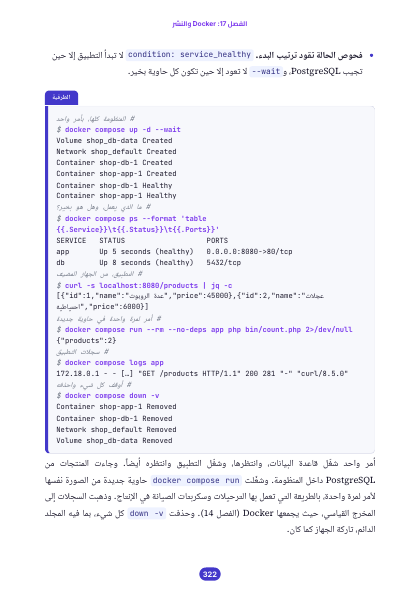 الفصل 17: Docker والنشر
• فحوص الحالة تقود ترتيب البدء. condition: service_healthy لا تبدأ التطبيق إلا حين
تجيب PostgreSQL، و --wait لا تعود إلا حين تكون كل حاوية بخير.
الطرفية
# المنظومة كلها، بأمر واحد
$ docker compose up -d --wait
Volume shop_db-data Created
Network shop_default Created
Container shop-db-1 Created
Container shop-app-1 Created
Container shop-db-1 Healthy
Container shop-app-1 Healthy
# ما الذي يعمل، وهل هو بخير؟
$ docker compose ps --format 'table
{{.Service}}\t{{.Status}}\t{{.Ports}}'
SERVICE STATUS PORTS
app Up 5 seconds (healthy) 0.0.0.0:8080->80/tcp
db Up 8 seconds (healthy) 5432/tcp
# التطبيق، من الجهاز المضيف
$ curl -s localhost:8080/products | jq -c
[{"id":1,"name":"عدة الروبوت","price":45000},{"id":2,"name":"عجلات
احتياطية","price":6000}]
# أمر لمرة واحدة في حاوية جديدة
$ docker compose run --rm --no-deps app php bin/count.php 2>/dev/null
{"products":2}
# سجلات التطبيق
$ docker compose logs app
172.18.0.1 - - […] "GET /products HTTP/1.1" 200 281 "-" "curl/8.5.0"
# أوقف كل شيء واحذفه
$ docker compose down -v
Container shop-app-1 Removed
Container shop-db-1 Removed
Network shop_default Removed
Volume shop_db-data Removed
أمر واحد شغّل قاعدة البيانات، وانتظرها، وشغّل التطبيق وانتظره أيضاً. وجاءت المنتجات من
PostgreSQL داخل المنظومة. وشغّلت docker compose run حاوية جديدة من الصورة نفسها
لأمر لمرة واحدة، بالطريقة التي تعمل بها الترحيلات وسكربتات الصيانة في الإنتاج. وذهبت السجلات إلى
المخرج القياسي، حيث يجمعها Docker (الفصل 14). وحذفت down -v كل شيء، بما فيه المجلد
الدائم، تاركة الجهاز كما كان.
322